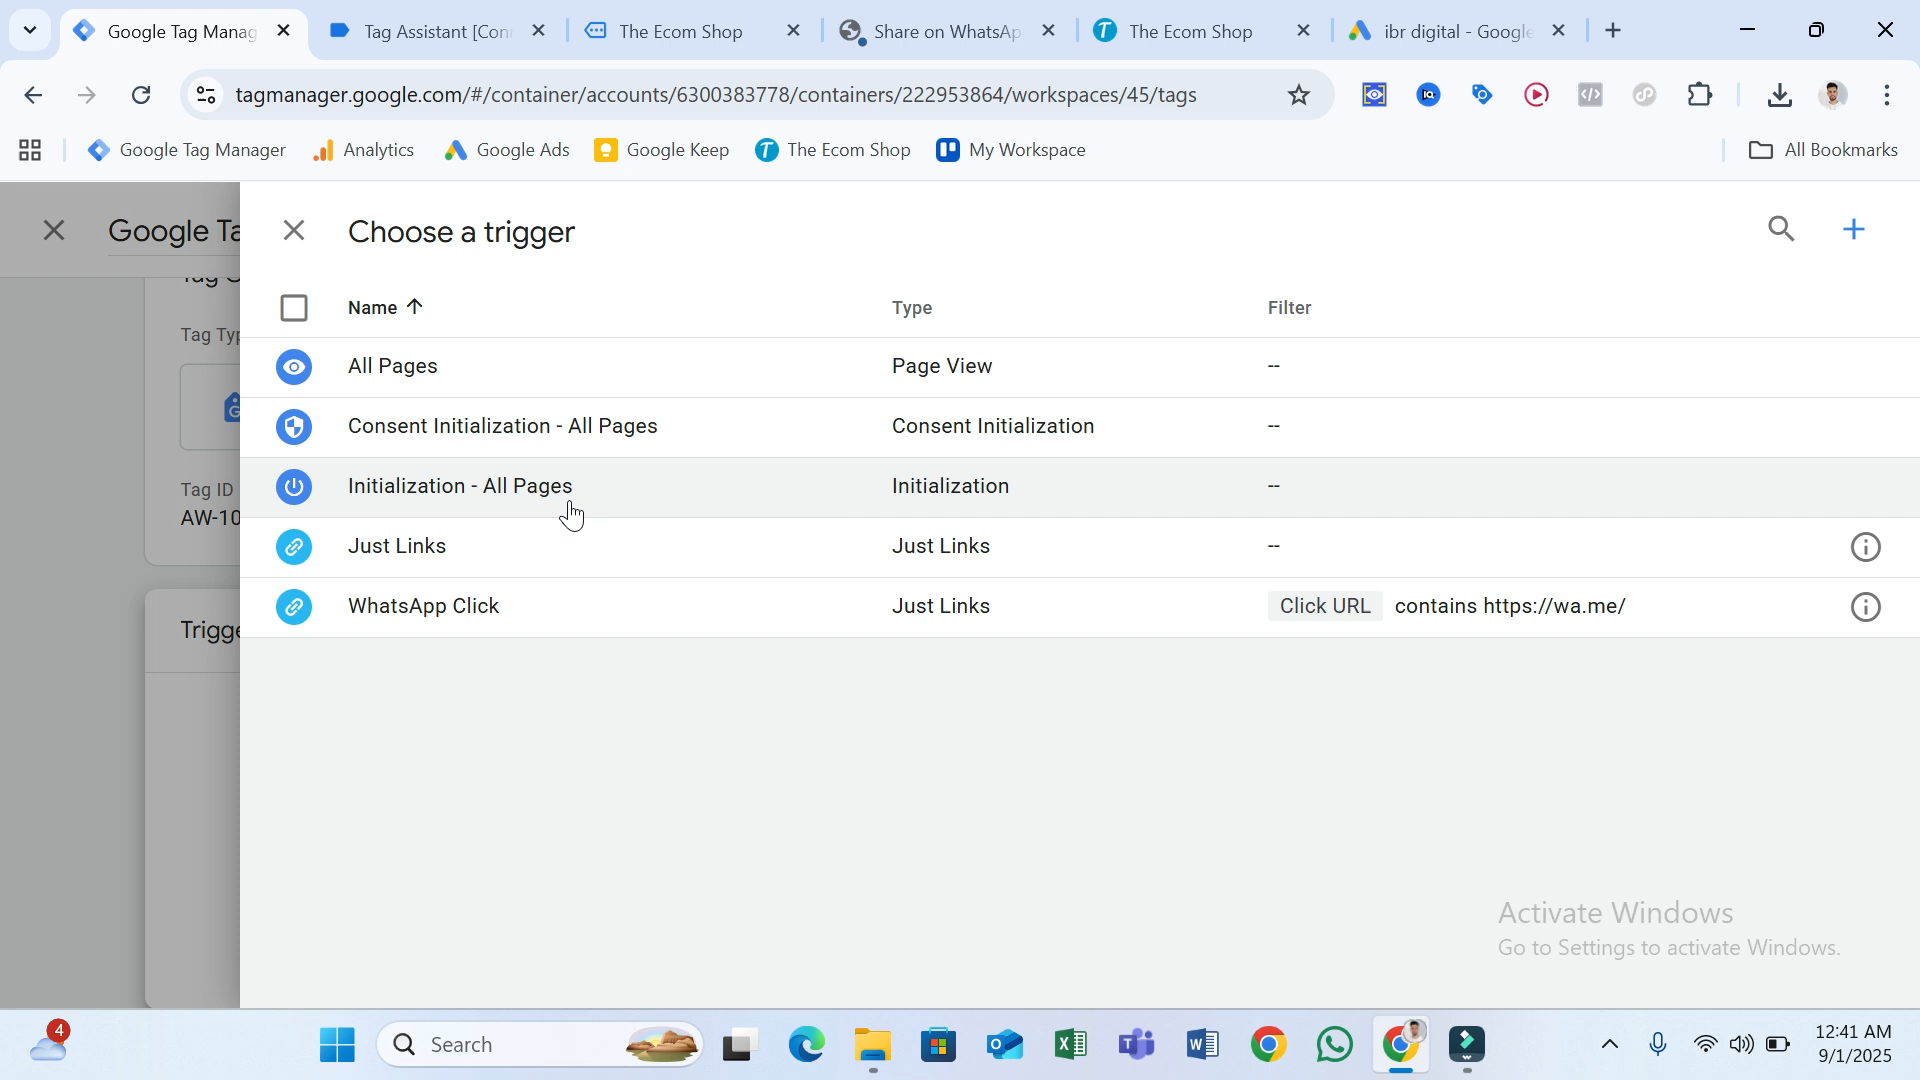 Google Tag Manag
Tag Assistant [Con
The Ecom Shop
Share on WhatsAp
The Ecom Shop
ibr digital - Google
tagmanager.google.com/#/container/accounts/6300383778/containers/222953864/workspaces/45/tags
Google Tag Manager
Analytics
Google Ads
Google Keep
The Ecom Shop
My Workspace
All Bookmarks
Google Ta
Choose a trigger
Name
Type
Filter
Tag Typ
All Pages
Page View
--
Consent Initialization - All Pages
Consent Initialization
--
Tag ID
AW-10
Initialization - All Pages
Initialization
--
Just Links
Just Links
--
WhatsApp Click
Just Links
Click URL contains https://wa.me/
Trigge
Activate Windows
Go to Settings to activate Windows.
4
Search
12:41 AM
9/1/2025